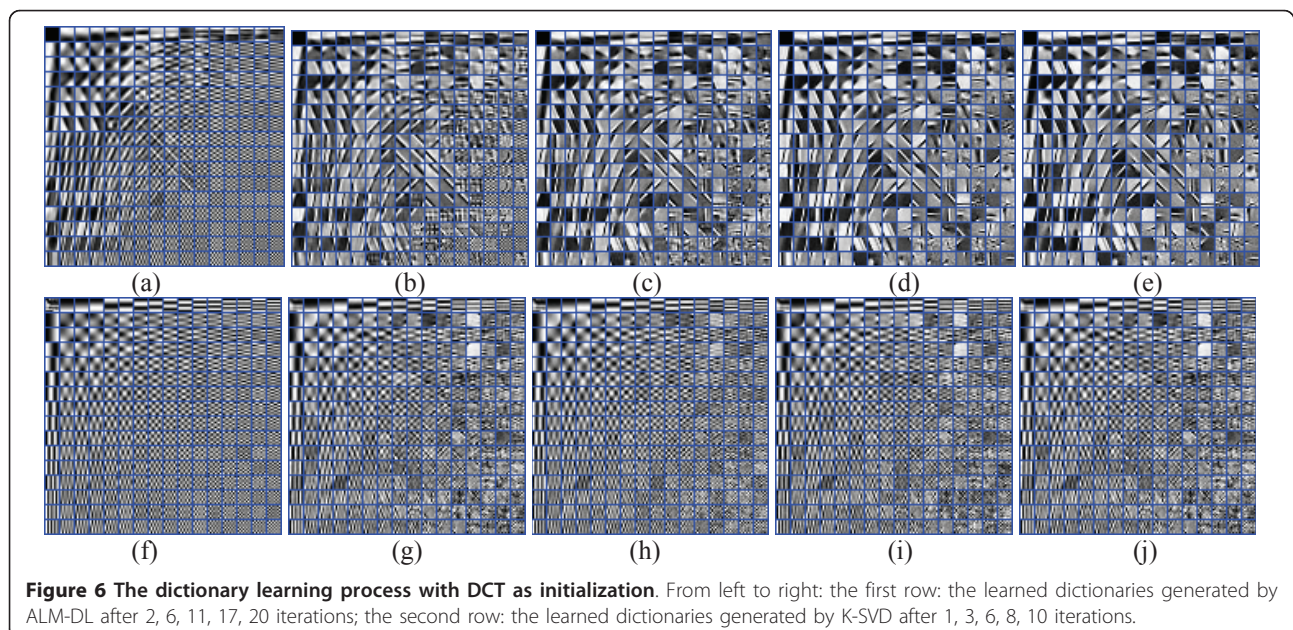 (a) (b) (c) (d) (e)
(f) (g) (h) (i) (j)
Figure 6 The dictionary learning process with DCT as initialization. From left to right: the first row: the learned dictionaries generated by
ALM-DL after 2, 6, 11, 17, 20 iterations; the second row: the learned dictionaries generated by K-SVD after 1, 3, 6, 8, 10 iterations.